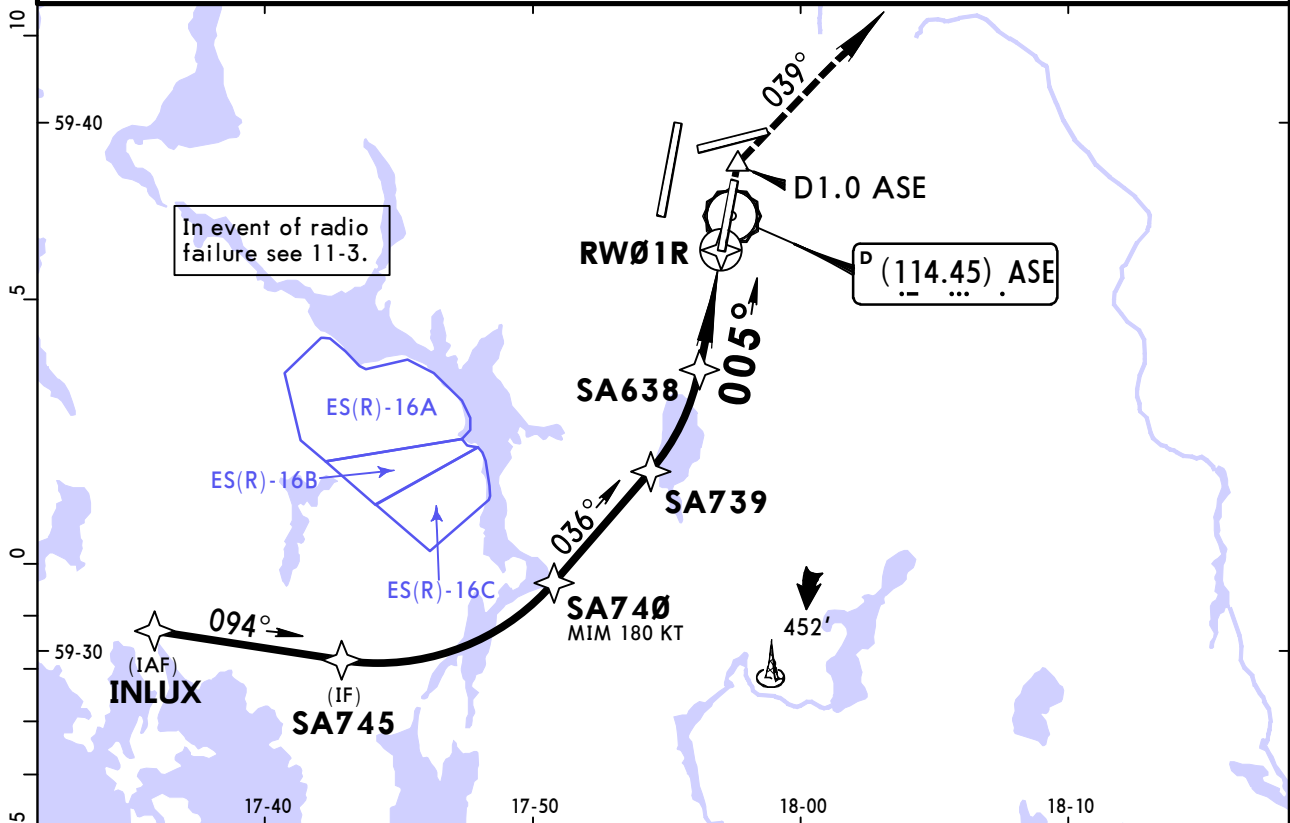 10
59-40
039°
D1.0 ASE
In event of radio
failure see 11-3.
RWØ1R
D (114.45) ASE
5
005°
SA638
ES(R)-16A
ES(R)-16B
SA739
036°
0
ES(R)-16C
SA74Ø
MIM 180 KT
094°
452'
59-30
(IAF)
INLUX
(IF)
SA745
17-40
17-50
18-00
18-10
5